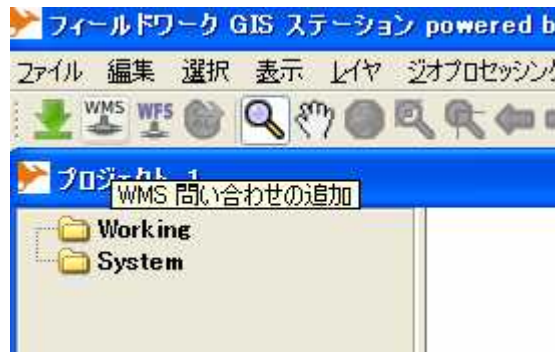 フィールドワーク GIS ステーション powered b
ファイル 編集 選択 表示 レイヤ ジオプロセッシング
WMS WFS
プロジェクト 1
WMS 問い合わせの追加
Working
System